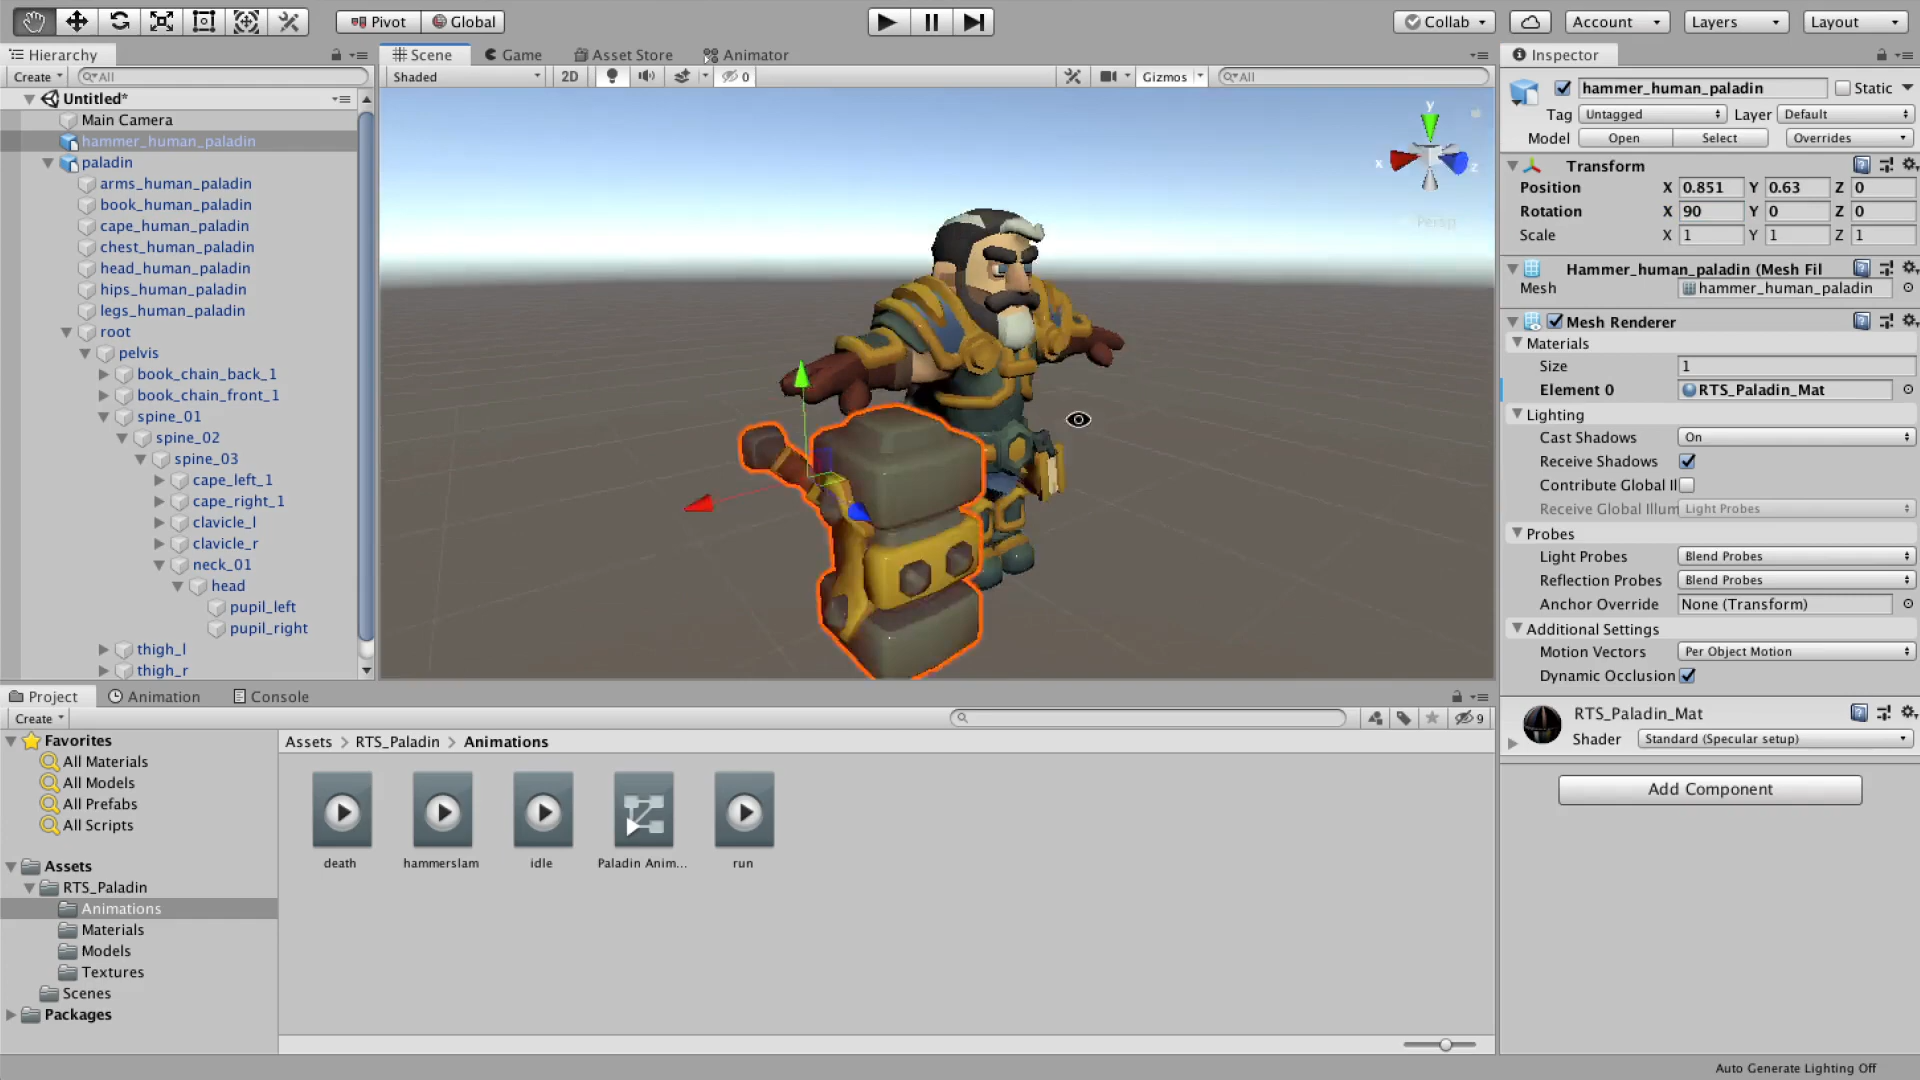 Pivot Global Collab Account Layers Layout
Hierarchy
Create All
Untitled*
Main Camera
hammer_human_paladin
paladin
arms_human_paladin
book_human_paladin
cape_human_paladin
chest_human_paladin
head_human_paladin
hips_human_paladin
legs_human_paladin
root
pelvis
book_chain_back_1
book_chain_front_1
spine_01
spine_02
spine_03
cape_left_1
cape_right_1
clavicle_l
clavicle_r
neck_01
head
pupil_left
pupil_right
thigh_l
thigh_r
Scene Game Asset Store Animator
Shaded 2D 0 Gizmos All
y
x z
Persp
Inspector
hammer_human_paladin Static
Tag Untagged Layer Default
Model Open Select Overrides
Transform
Position X 0.851 Y 0.63 Z 0
Rotation X 90 Y 0 Z 0
Scale X 1 Y 1 Z 1
Hammer_human_paladin (Mesh Fil
Mesh hammer_human_paladin
Mesh Renderer
Materials
Size 1
Element 0 RTS_Paladin_Mat
Lighting
Cast Shadows On
Receive Shadows
Contribute Global Il
Receive Global Illum Light Probes
Probes
Light Probes Blend Probes
Reflection Probes Blend Probes
Anchor Override None (Transform)
Additional Settings
Motion Vectors Per Object Motion
Dynamic Occlusion
RTS_Paladin_Mat
Shader Standard (Specular setup)
Add Component
Project Animation Console
Create 9
Favorites
All Materials
All Models
All Prefabs
All Scripts
Assets
RTS_Paladin
Animations
Materials
Models
Textures
Scenes
Packages
Assets > RTS_Paladin > Animations
death hammerslam idle Paladin Anim... run
Auto Generate Lighting Off